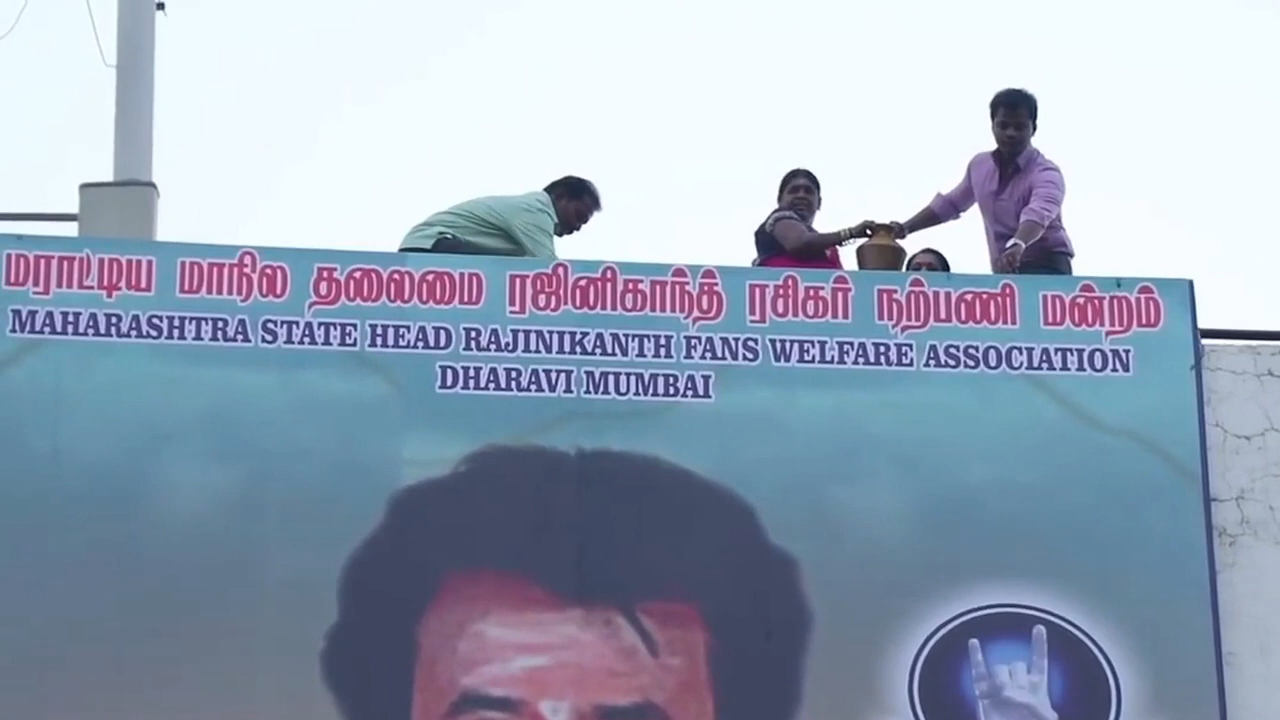 மராட்டிய மாநில தலைமை ரஜினிகாந்த் ரசிகர் நற்பணி மன்றம்
MAHARASHTRA STATE HEAD RAJINIKANTH FANS WELFARE ASSOCIATION
DHARAVI MUMBAI